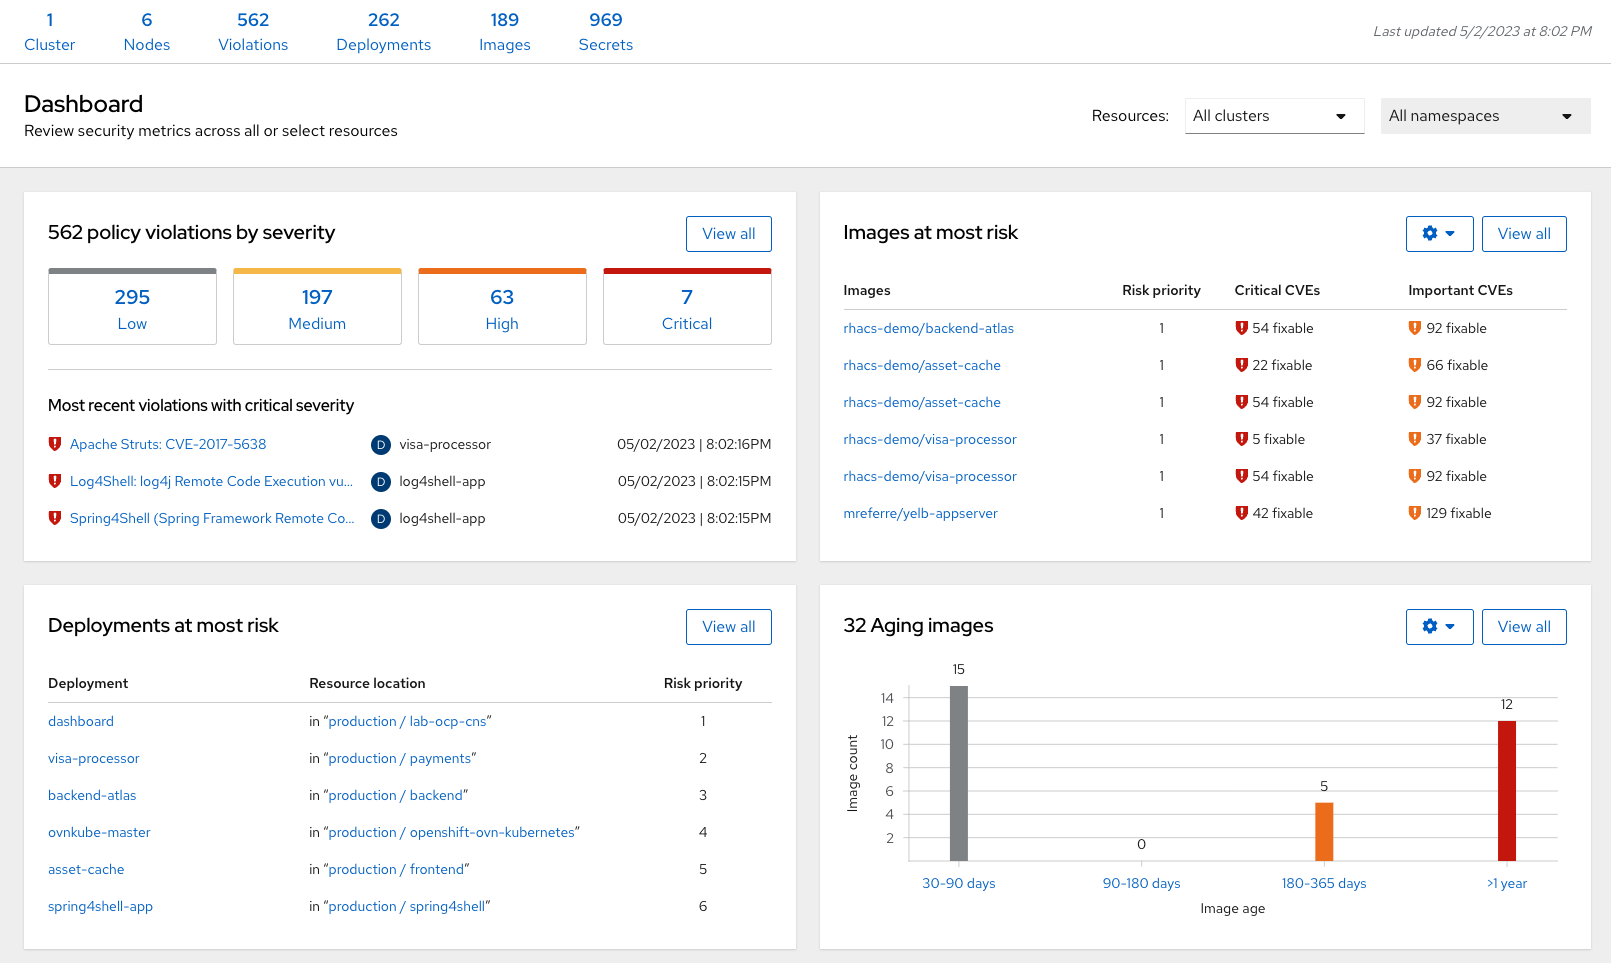 1 6 562 262 189 969
Cluster Nodes Violations Deployments Images Secrets
Last updated 5/2/2023 at 8:02 PM
Dashboard
Review security metrics across all or select resources
Resources: All clusters All namespaces
562 policy violations by severity View all
295 197 63 7
Low Medium High Critical
Most recent violations with critical severity
Apache Struts: CVE-2017-5638 D visa-processor 05/02/2023 | 8:02:16PM
Log4Shell: log4j Remote Code Execution vu... D log4shell-app 05/02/2023 | 8:02:15PM
Spring4Shell (Spring Framework Remote Co... D log4shell-app 05/02/2023 | 8:02:15PM
Images at most risk View all
Images Risk priority Critical CVEs Important CVEs
rhacs-demo/backend-atlas 1 54 fixable 92 fixable
rhacs-demo/asset-cache 1 22 fixable 66 fixable
rhacs-demo/asset-cache 1 54 fixable 92 fixable
rhacs-demo/visa-processor 1 5 fixable 37 fixable
rhacs-demo/visa-processor 1 54 fixable 92 fixable
mreferre/yelb-appserver 1 42 fixable 129 fixable
Deployments at most risk View all
Deployment Resource location Risk priority
dashboard in “production / lab-ocp-cns” 1
visa-processor in “production / payments” 2
backend-atlas in “production / backend” 3
ovnkube-master in “production / openshift-ovn-kubernetes” 4
asset-cache in “production / frontend” 5
spring4shell-app in “production / spring4shell” 6
32 Aging images View all
15
14
12
12
10
8
6
5
4
2
0
Image count
30-90 days 90-180 days 180-365 days >1 year
Image age